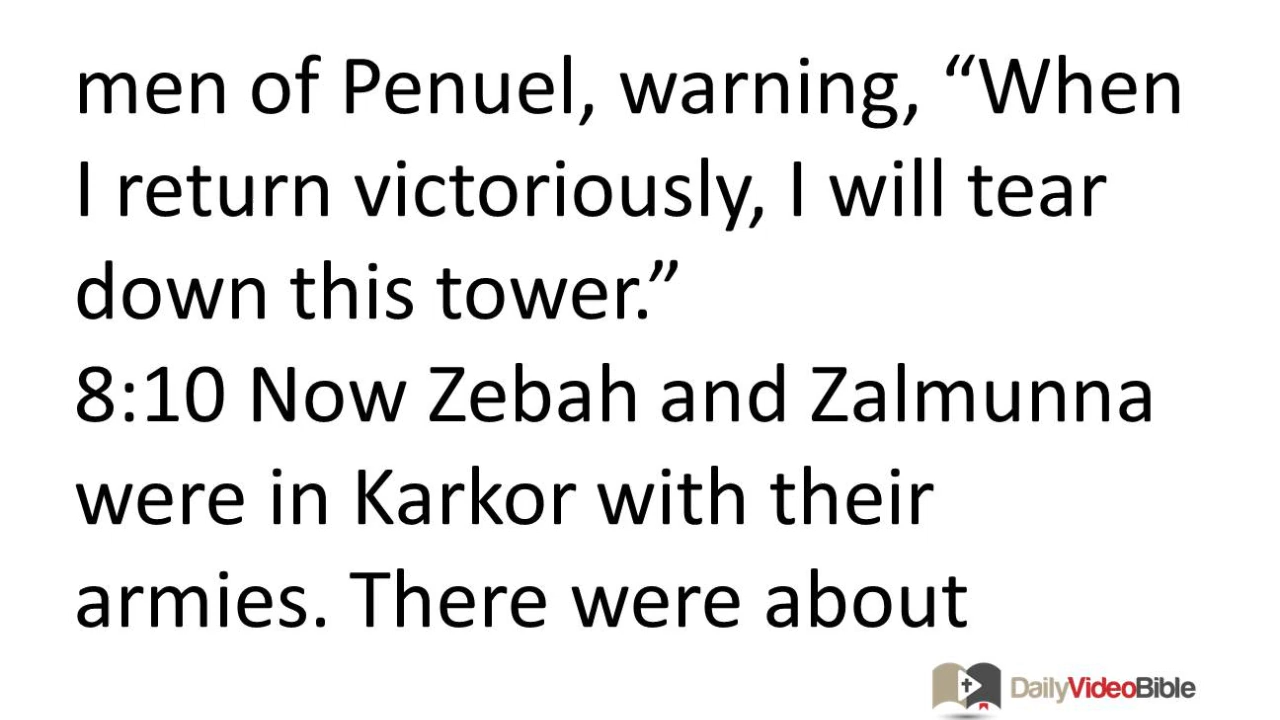 men of Penuel, warning, “When
I return victoriously, I will tear
down this tower.”
8:10 Now Zebah and Zalmunna
were in Karkor with their
armies. There were about
DailyVideoBible